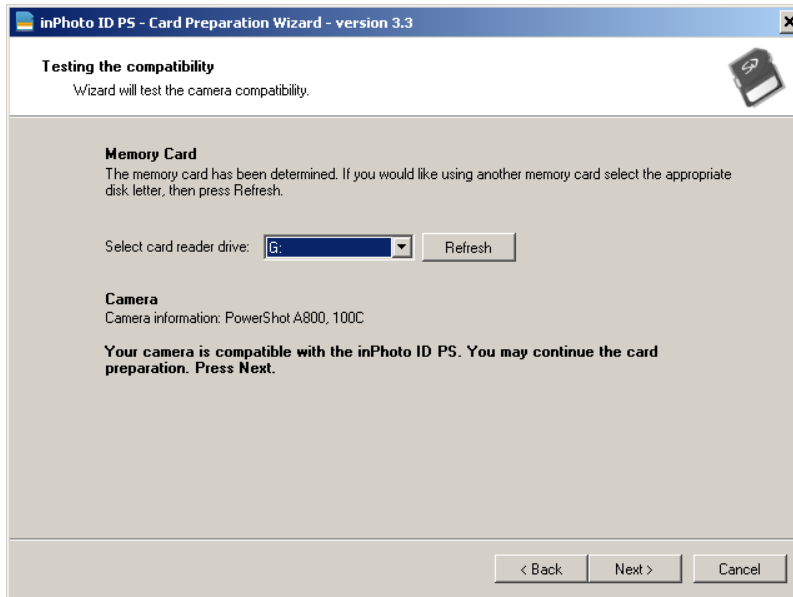 inPhoto ID PS - Card Preparation Wizard - version 3.3
Testing the compatibility
Wizard will test the camera compatibility.
Memory Card
The memory card has been determined. If you would like using another memory card select the appropriate
disk letter, then press Refresh.
Select card reader drive: G: Refresh
Camera
Camera information: PowerShot A800, 100C
Your camera is compatible with the inPhoto ID PS. You may continue the card
preparation. Press Next.
< Back Next > Cancel